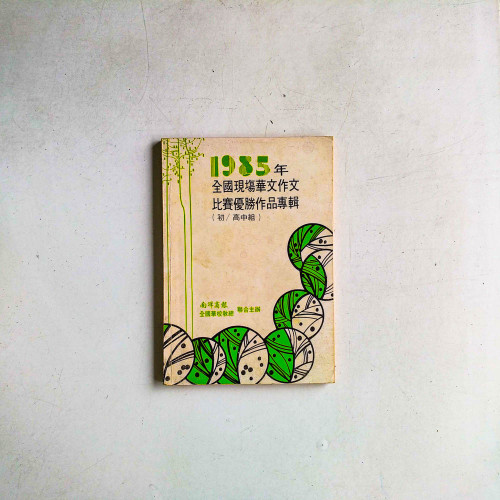 1985年
全國現場華文作文
比賽優勝作品專輯
(初/高中組)
南洋商報
全國華校教總
聯合主辦